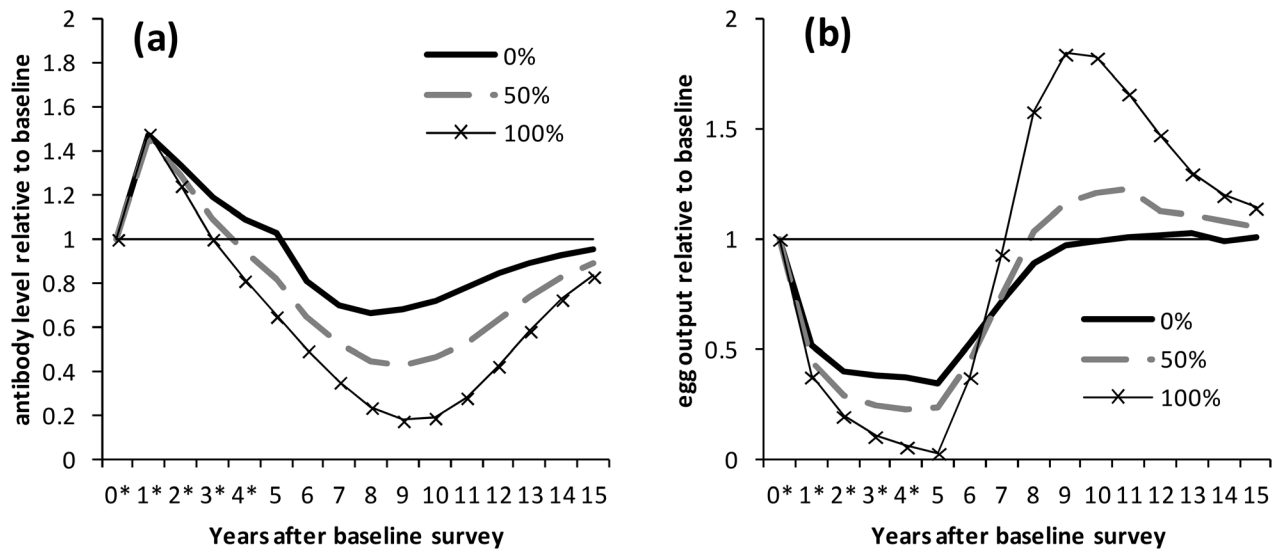 (a)
antibody level relative to baseline
2
1.8
1.6
1.4
1.2
1
0.8
0.6
0.4
0.2
0
0%
50%
100%
0* 1* 2* 3* 4* 5 6 7 8 9 10 11 12 13 14 15
Years after baseline survey
(b)
egg output relative to baseline
2
1.5
1
0.5
0
0%
50%
100%
0* 1* 2* 3* 4* 5 6 7 8 9 10 11 12 13 14 15
Years after baseline survey